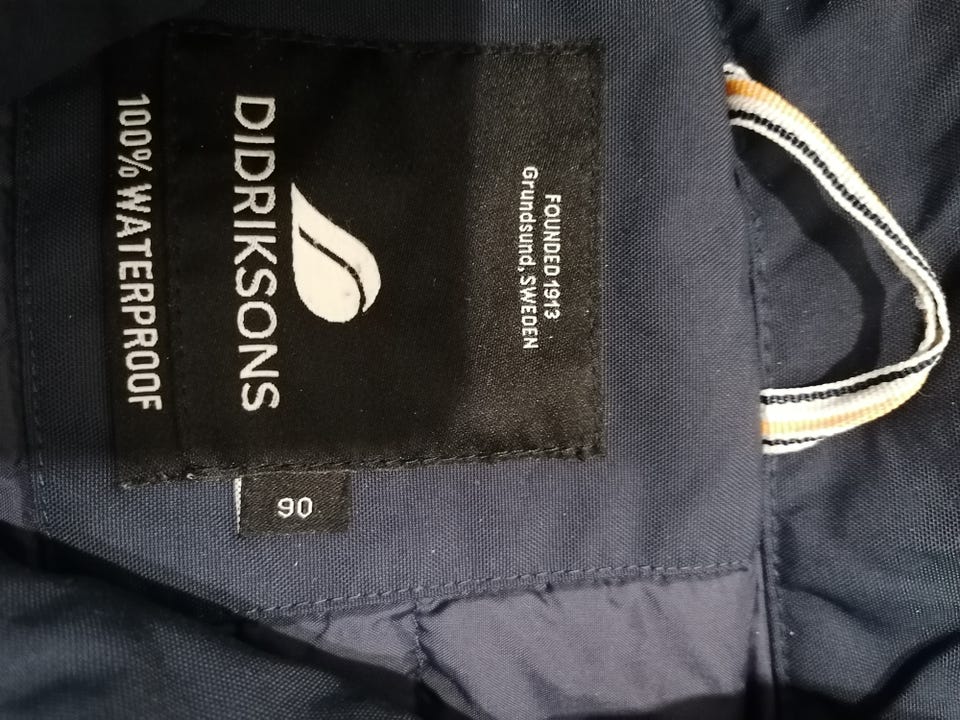 FOUNDED 1913
Grundsund, SWEDEN
DIDRIKSONS
100% WATERPROOF
90